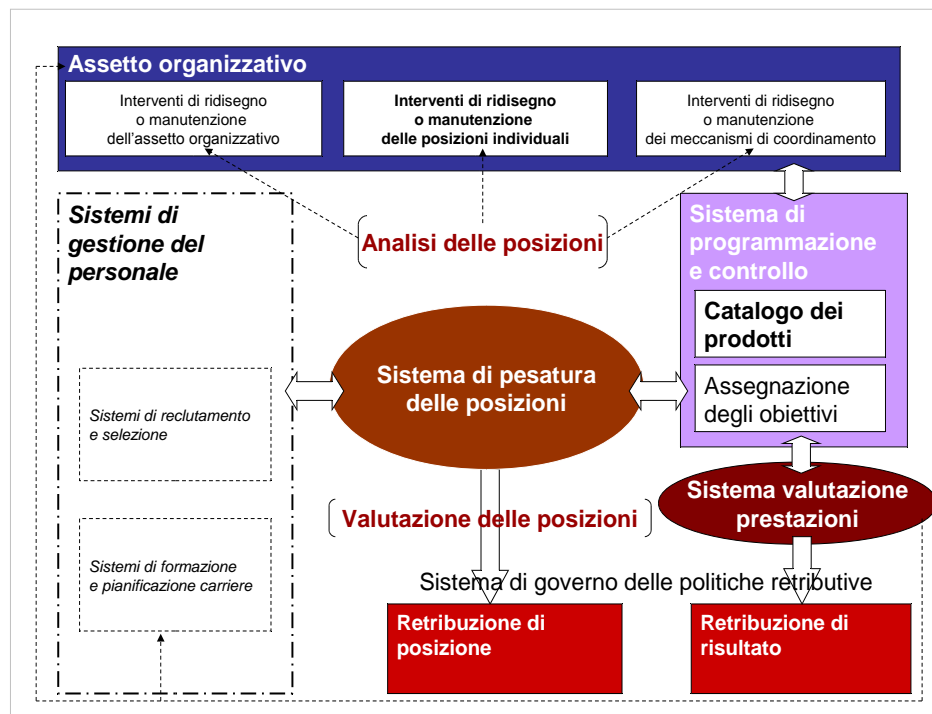 Assetto organizzativo
Interventi di ridisegno
o manutenzione
dell'assetto organizzativo
Interventi di ridisegno
o manutenzione
delle posizioni individuali
Interventi di ridisegno
o manutenzione
dei meccanismi di coordinamento
Sistemi di
gestione del
personale
Analisi delle posizioni
Sistema di
programmazione
e controllo
Catalogo dei
prodotti
Assegnazione
degli obiettivi
Sistema di pesatura
delle posizioni
Sistemi di reclutamento
e selezione
Sistema valutazione
prestazioni
Valutazione delle posizioni
Sistemi di formazione
e pianificazione carriere
Sistema di governo delle politiche retributive
Retribuzione di
posizione
Retribuzione di
risultato